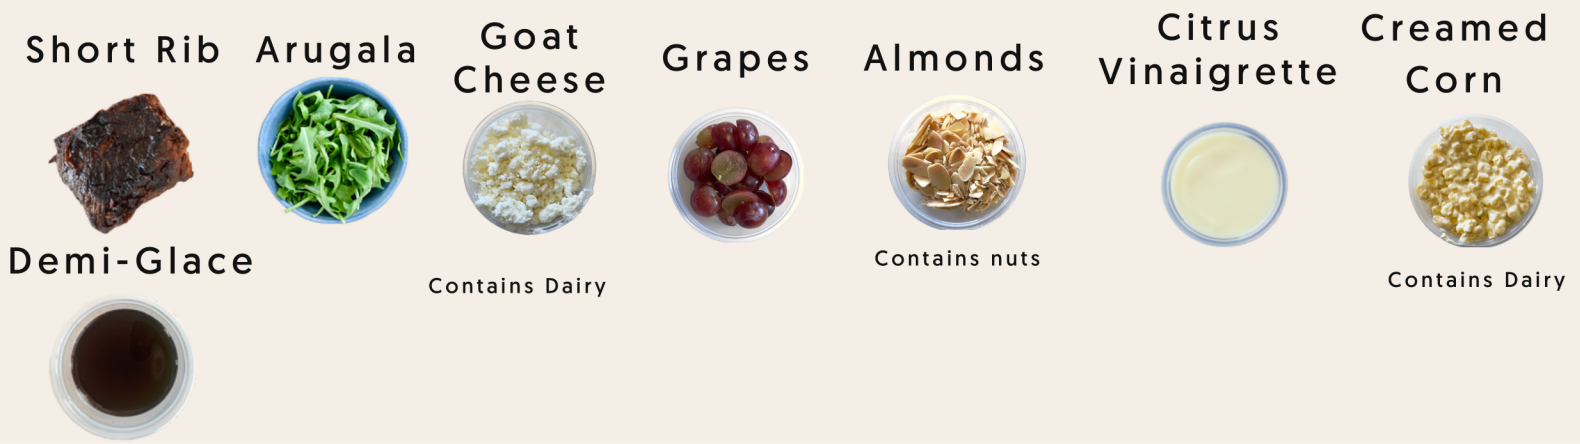 Short Rib
Arugala
Goat
Cheese
Grapes
Almonds
Citrus
Vinaigrette
Creamed
Corn
Demi-Glace
Contains Dairy
Contains nuts
Contains Dairy